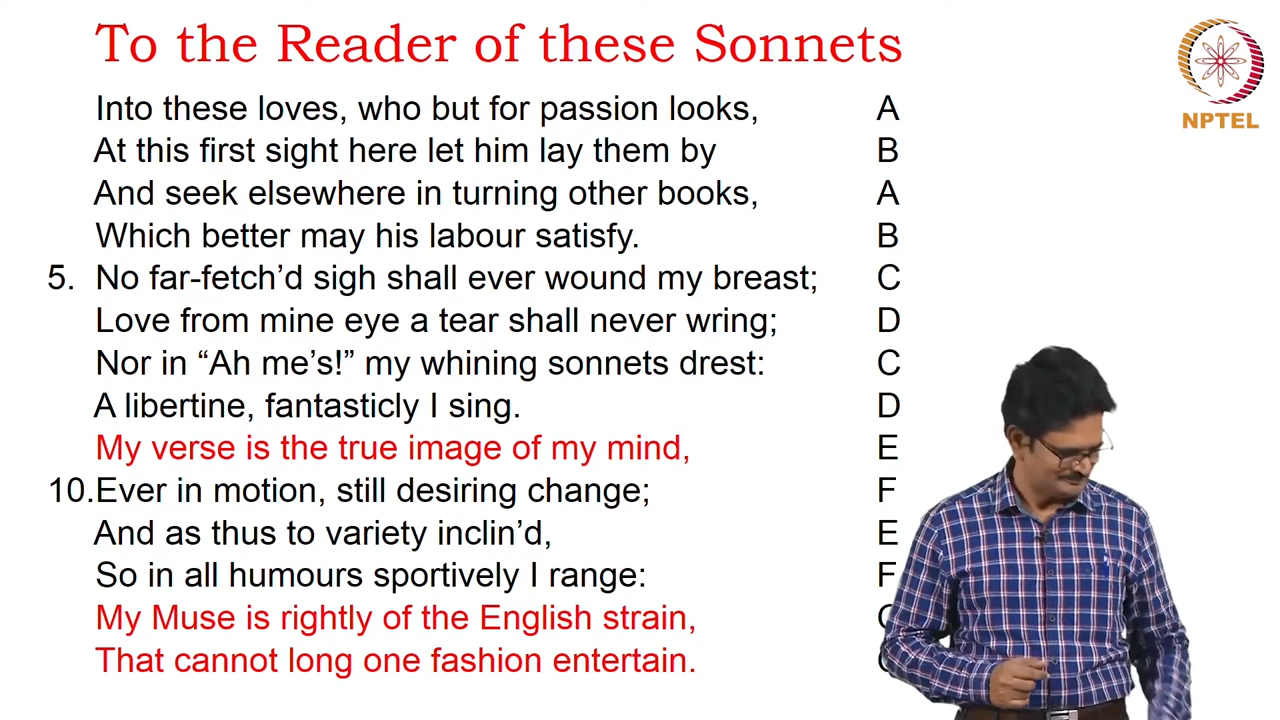 To the Reader of these Sonnets
NPTEL
Into these loves, who but for passion looks, A
At this first sight here let him lay them by B
And seek elsewhere in turning other books, A
Which better may his labour satisfy. B
5. No far-fetch’d sigh shall ever wound my breast; C
Love from mine eye a tear shall never wring; D
Nor in “Ah me’s!” my whining sonnets drest: C
A libertine, fantasticly I sing. D
My verse is the true image of my mind, E
10.Ever in motion, still desiring change; F
And as thus to variety inclin’d, E
So in all humours sportively I range: F
My Muse is rightly of the English strain,
That cannot long one fashion entertain.